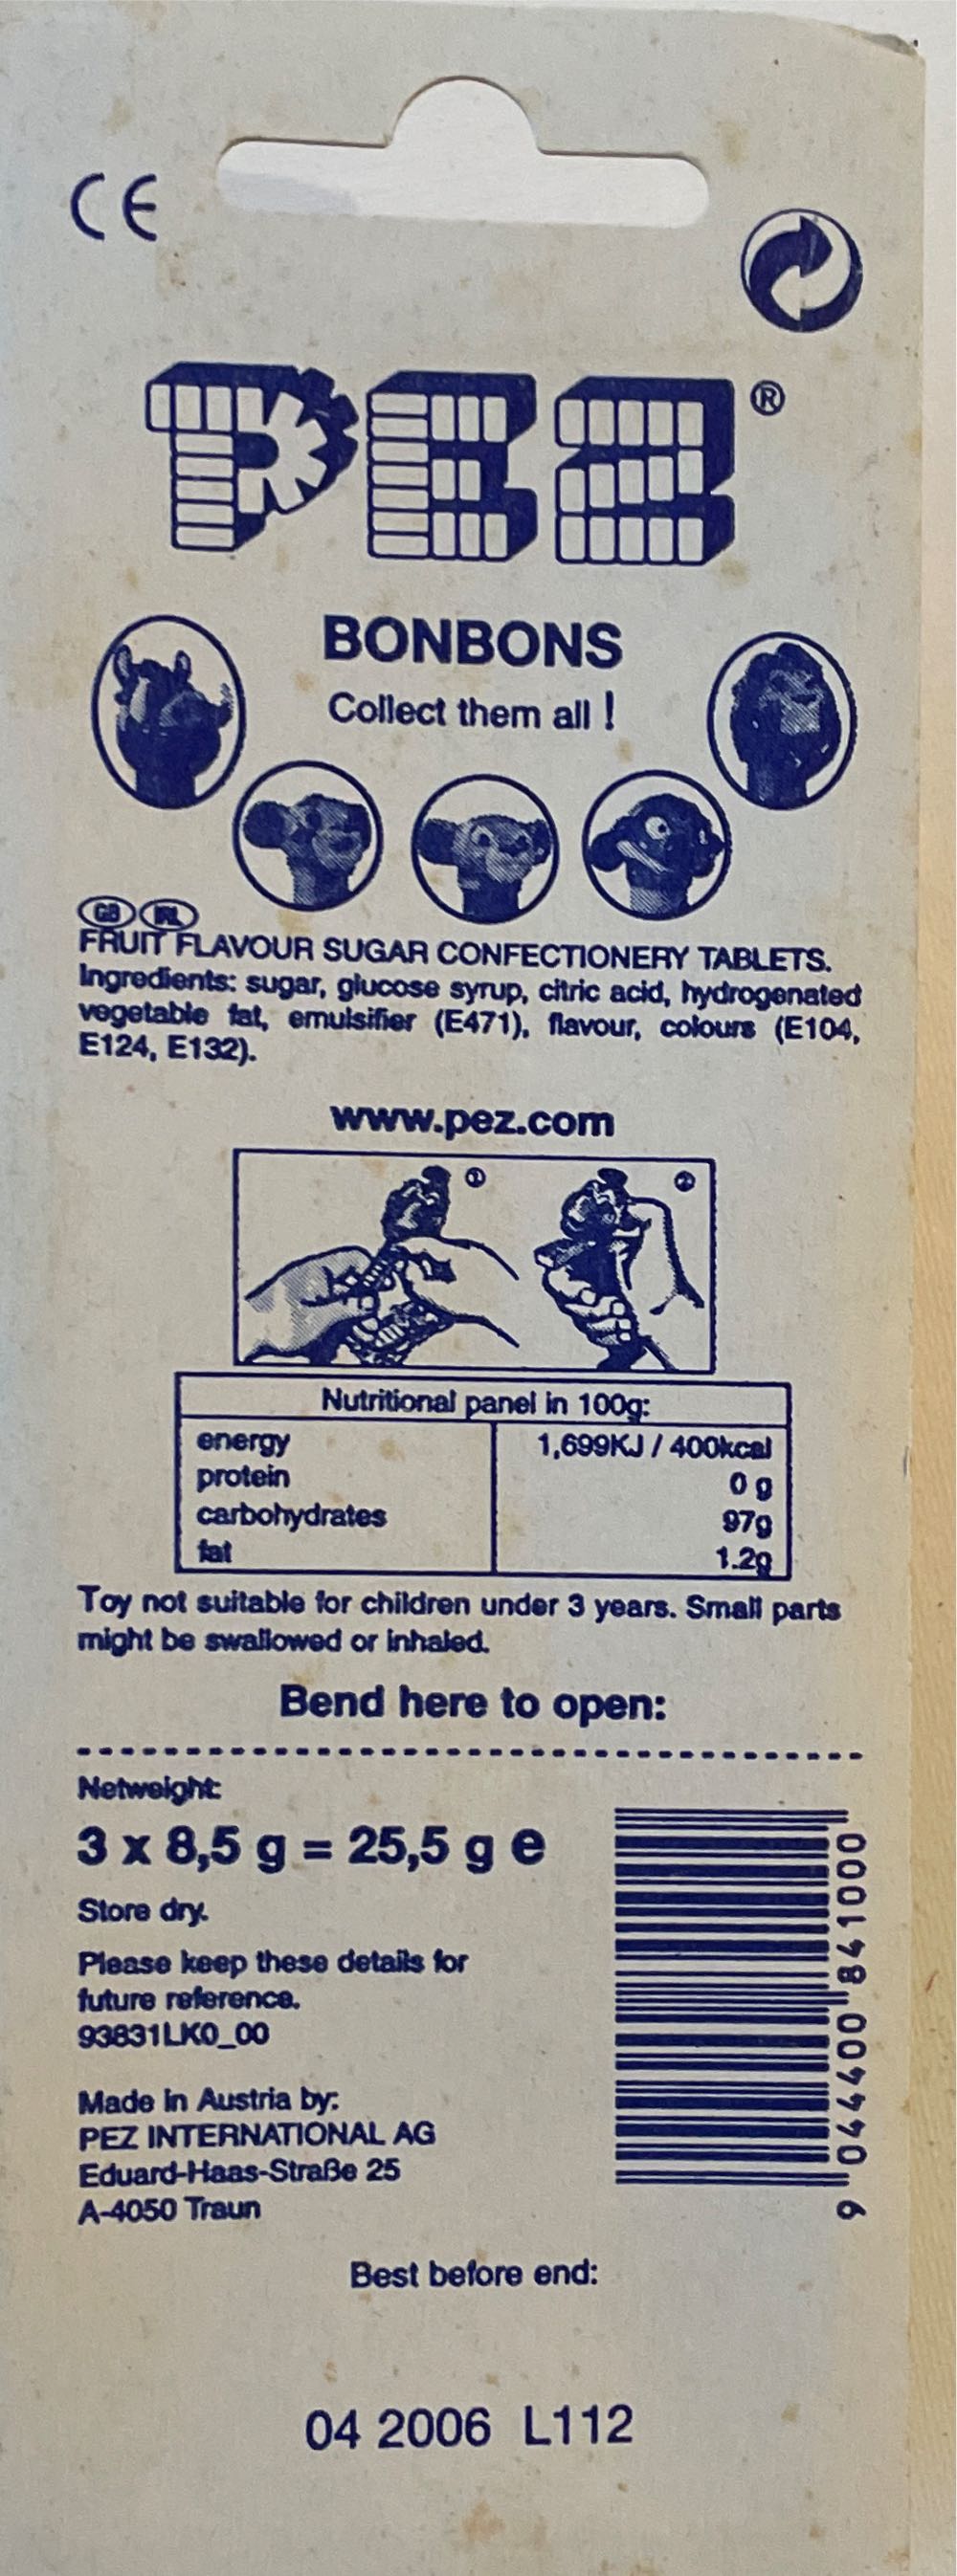 CE
PEZ®
BONBONS
Collect them all !
GB IRL
FRUIT FLAVOUR SUGAR CONFECTIONERY TABLETS.
Ingredients: sugar, glucose syrup, citric acid, hydrogenated
vegetable fat, emulsifier (E471), flavour, colours (E104,
E124, E132).
www.pez.com
1 2
Nutritional panel in 100g:
energy 1,699KJ / 400kcal
protein 0 g
carbohydrates 97g
fat 1.2g
Toy not suitable for children under 3 years. Small parts
might be swallowed or inhaled.
Bend here to open:
Netweight:
3 x 8,5 g = 25,5 g e
Store dry.
Please keep these details for
future reference.
93831LK0_00
Made in Austria by:
PEZ INTERNATIONAL AG
Eduard-Haas-Straße 25
A-4050 Traun
9 044400 841000
Best before end:
04 2006 L112